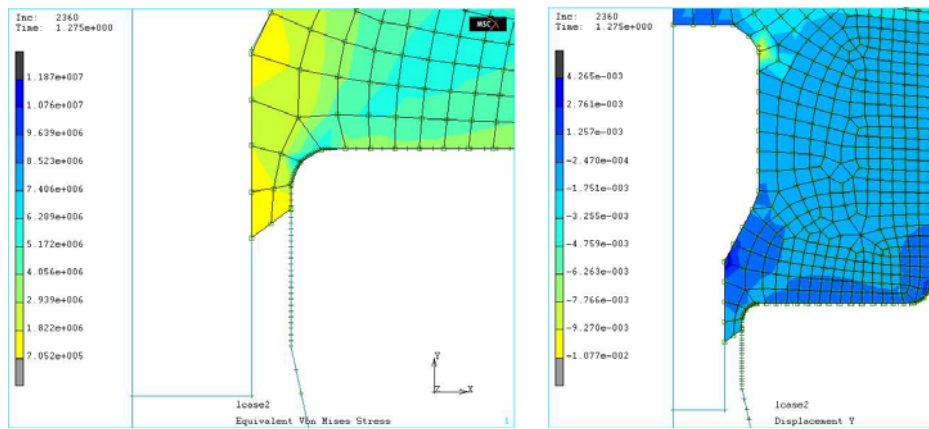 Inc: 2360
Time: 1.275e+000
MSC
1.187e+007
1.076e+007
9.639e+006
8.523e+006
7.406e+006
6.289e+006
5.172e+006
4.056e+006
2.939e+006
1.822e+006
7.052e+005
Y
Z X
lcase2
Equivalent Von Mises Stress
1
Inc: 2360
Time: 1.275e+000
4.265e-003
2.761e-003
1.257e-003
-2.470e-004
-1.751e-003
-3.255e-003
-4.759e-003
-6.263e-003
-7.766e-003
-9.270e-003
-1.077e-002
lcase2
Displacement Y